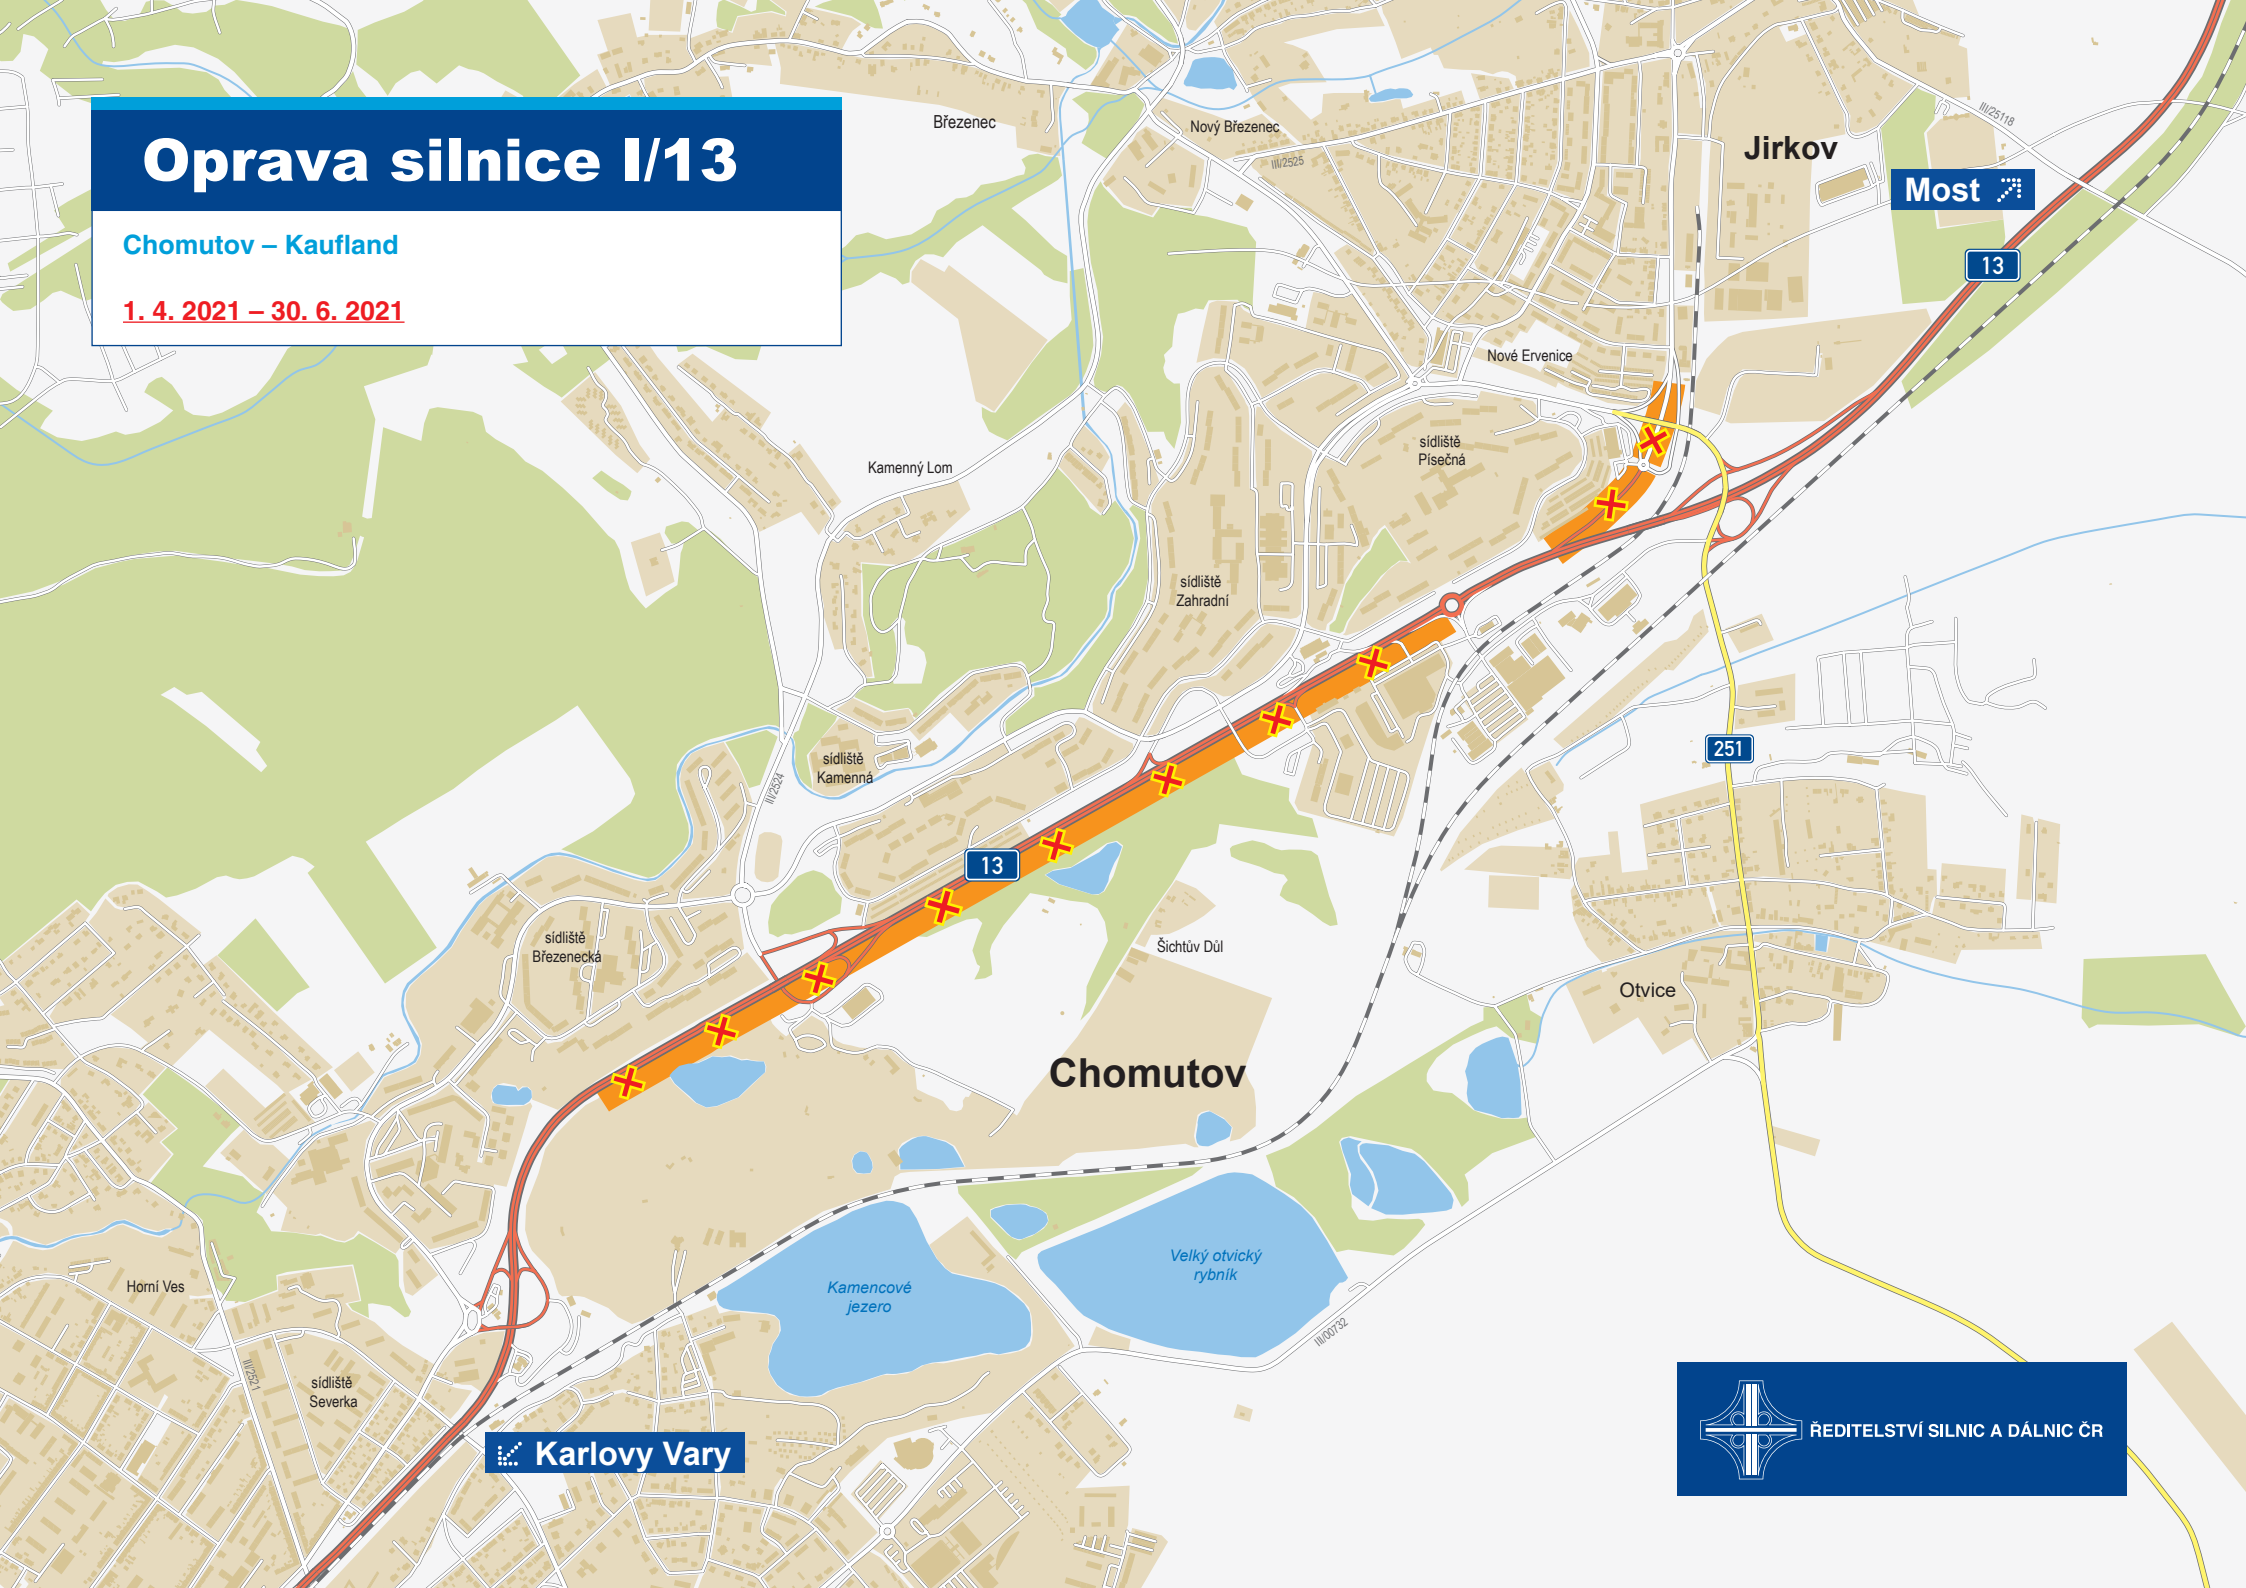 Oprava silnice I/13
Chomutov – Kaufland
1. 4. 2021 – 30. 6. 2021
Březenec
Nový Březenec
III/2525
Jirkov
III/25118
Most
13
Nové Ervenice
sídliště
Písečná
Kamenný Lom
sídliště
Zahradní
sídliště
Kamenná
III/2524
251
13
sídliště
Březenecká
Šichtův Důl
Otvice
Chomutov
Velký otvický
rybník
Kamencové
jezero
Horní Ves
III/00732
III/2521
sídliště
Severka
Karlovy Vary
ŘEDITELSTVÍ SILNIC A DÁLNIC ČR